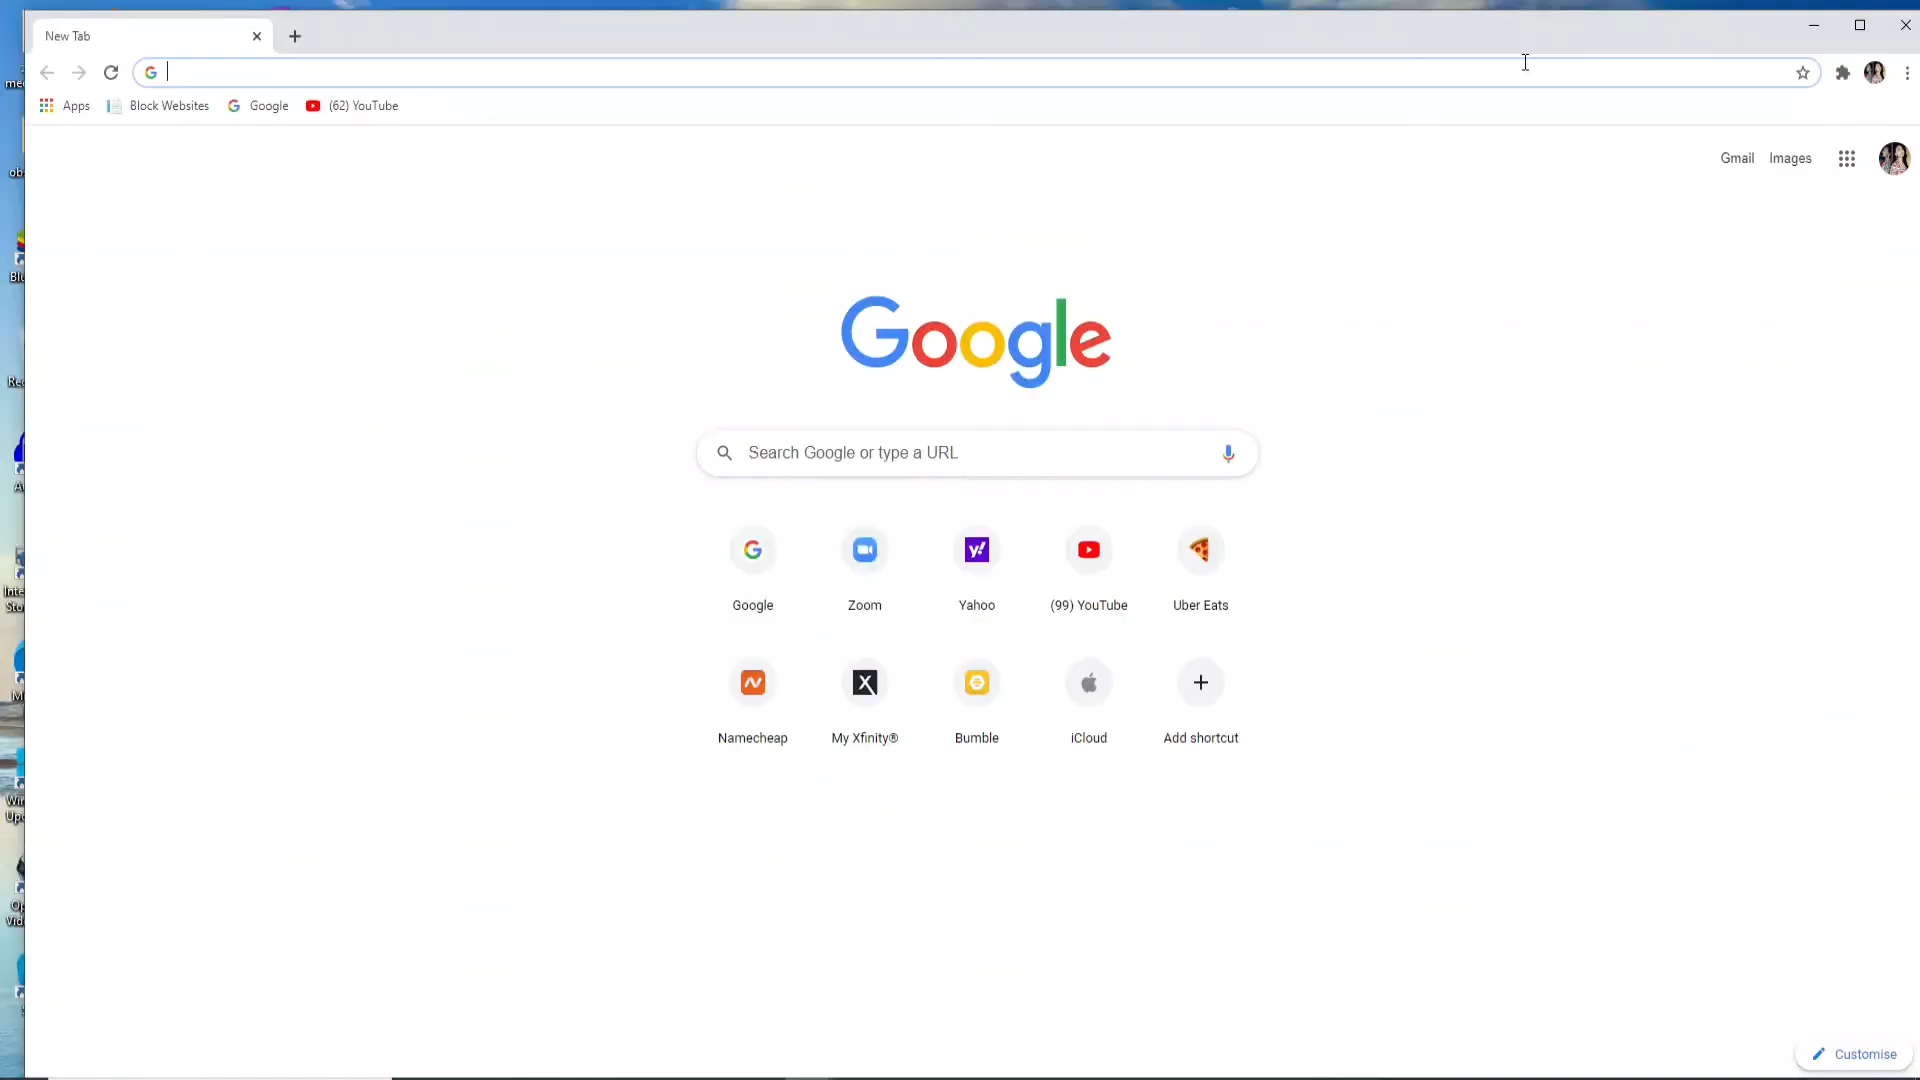 New Tab
Apps
Block Websites
Google
(62) YouTube
Gmail
Images
Google
Search Google or type a URL
Google
Zoom
Yahoo
(99) YouTube
Uber Eats
Namecheap
My Xfinity®
Bumble
iCloud
Add shortcut
Customise